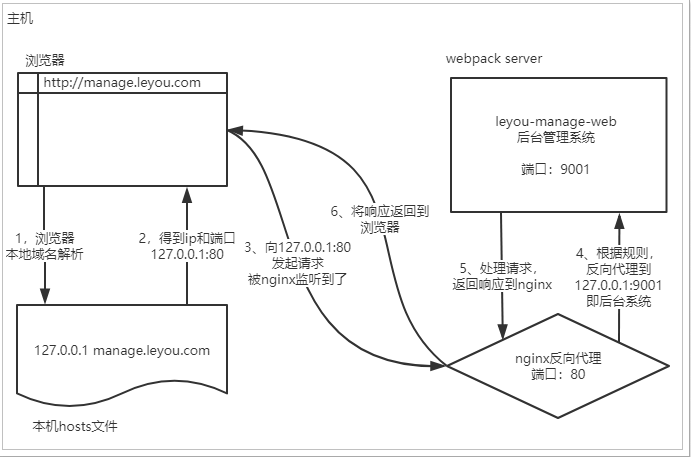 主机
浏览器
http://manage.leyou.com
webpack server
leyou-manage-web
后台管理系统
端口：9001
1，浏览器
本地域名解析
2，得到ip和端口
127.0.0.1:80
3、向127.0.0.1:80
发起请求
被nginx监听到了
6、将响应返回到
浏览器
5、处理请求，
返回响应到nginx
4、根据规则，
反向代理到
127.0.0.1:9001
即后台系统
127.0.0.1 manage.leyou.com
nginx反向代理
端口：80
本机hosts文件